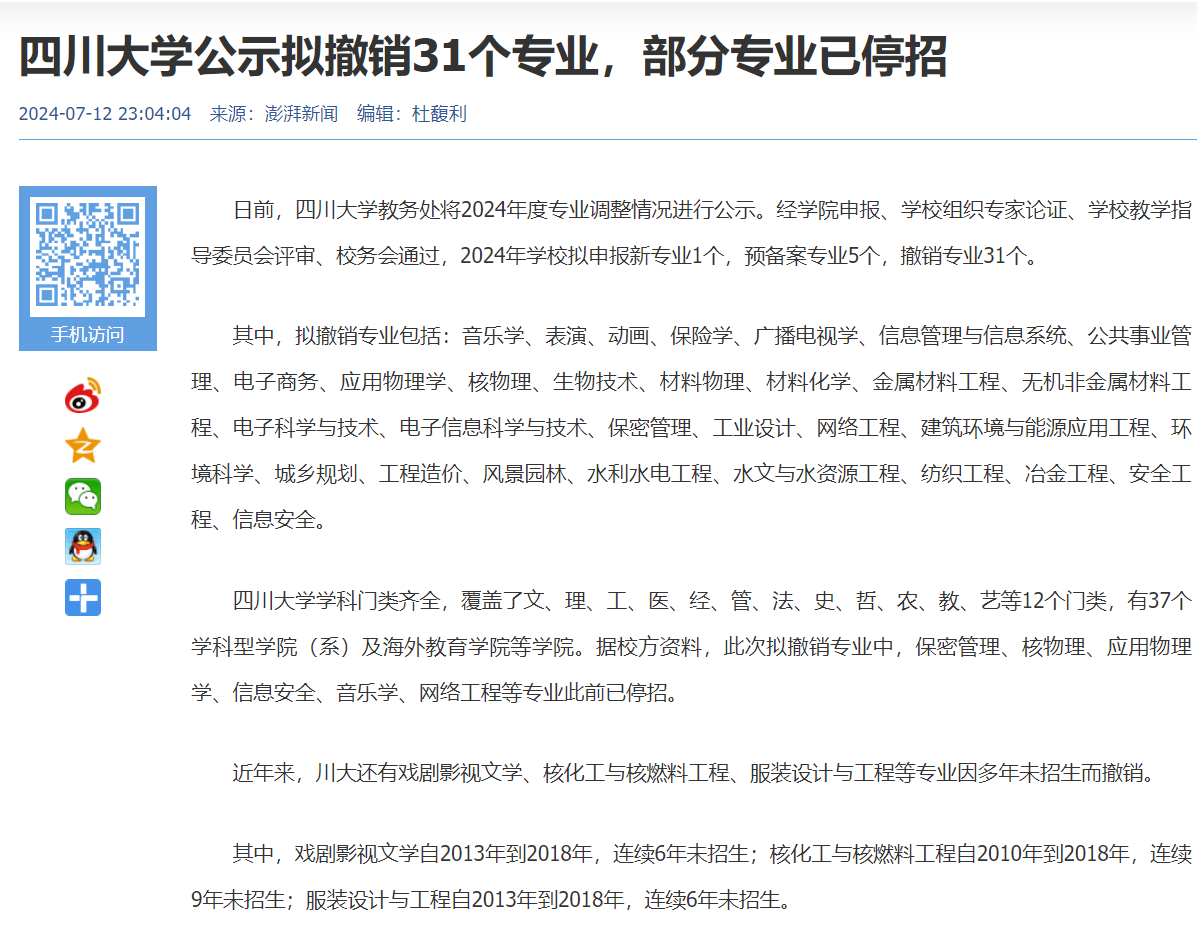 四川大学公示拟撤销31个专业，部分专业已停招
2024-07-12 23:04:04 来源：澎湃新闻 编辑：杜馥利
手机访问
日前，四川大学教务处将2024年度专业调整情况进行公示。经学院申报、学校组织专家论证、学校教学指
导委员会评审、校务会通过，2024年学校拟申报新专业1个，预备案专业5个，撤销专业31个。
其中，拟撤销专业包括：音乐学、表演、动画、保险学、广播电视学、信息管理与信息系统、公共事业管
理、电子商务、应用物理学、核物理、生物技术、材料物理、材料化学、金属材料工程、无机非金属材料工
程、电子科学与技术、电子信息科学与技术、保密管理、工业设计、网络工程、建筑环境与能源应用工程、环
境科学、城乡规划、工程造价、风景园林、水利水电工程、水文与水资源工程、纺织工程、冶金工程、安全工
程、信息安全。
四川大学学科门类齐全，覆盖了文、理、工、医、经、管、法、史、哲、农、教、艺等12个门类，有37个
学科型学院（系）及海外教育学院等学院。据校方资料，此次拟撤销专业中，保密管理、核物理、应用物理
学、信息安全、音乐学、网络工程等专业此前已停招。
近年来，川大还有戏剧影视文学、核化工与核燃料工程、服装设计与工程等专业因多年未招生而撤销。
其中，戏剧影视文学自2013年到2018年，连续6年未招生；核化工与核燃料工程自2010年到2018年，连续
9年未招生；服装设计与工程自2013年到2018年，连续6年未招生。